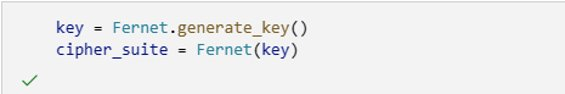 key = Fernet.generate_key()
cipher_suite = Fernet(key)